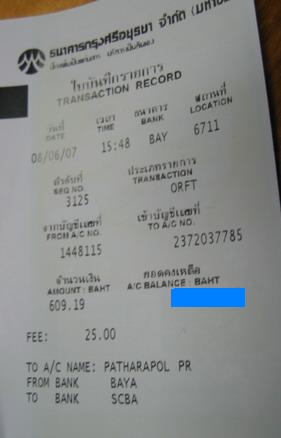 ธนาคารกรุงศรีอยุธยา จำกัด (มหาช
ใบบันทึกรายการ
TRANSACTION RECORD
วันที่ เวลา ธนาคาร สถานที่
DATE TIME BANK LOCATION
08/06/07 15:48 BAY 6711
ลำดับที่ ประเภทรายการ
SEQ NO. TRANSACTION
3125 ORFT
จากบัญชีเลขที่ เข้าบัญชีเลขที่
FROM A/C NO. TO A/C NO.
1448115 2372037785
จำนวนเงิน ยอดคงเหลือ
AMOUNT : BAHT A/C BALANCE : BAHT
609.19
FEE: 25.00
TO A/C NAME: PATHARAPOL PR
FROM BANK BAYA
TO BANK SCBA